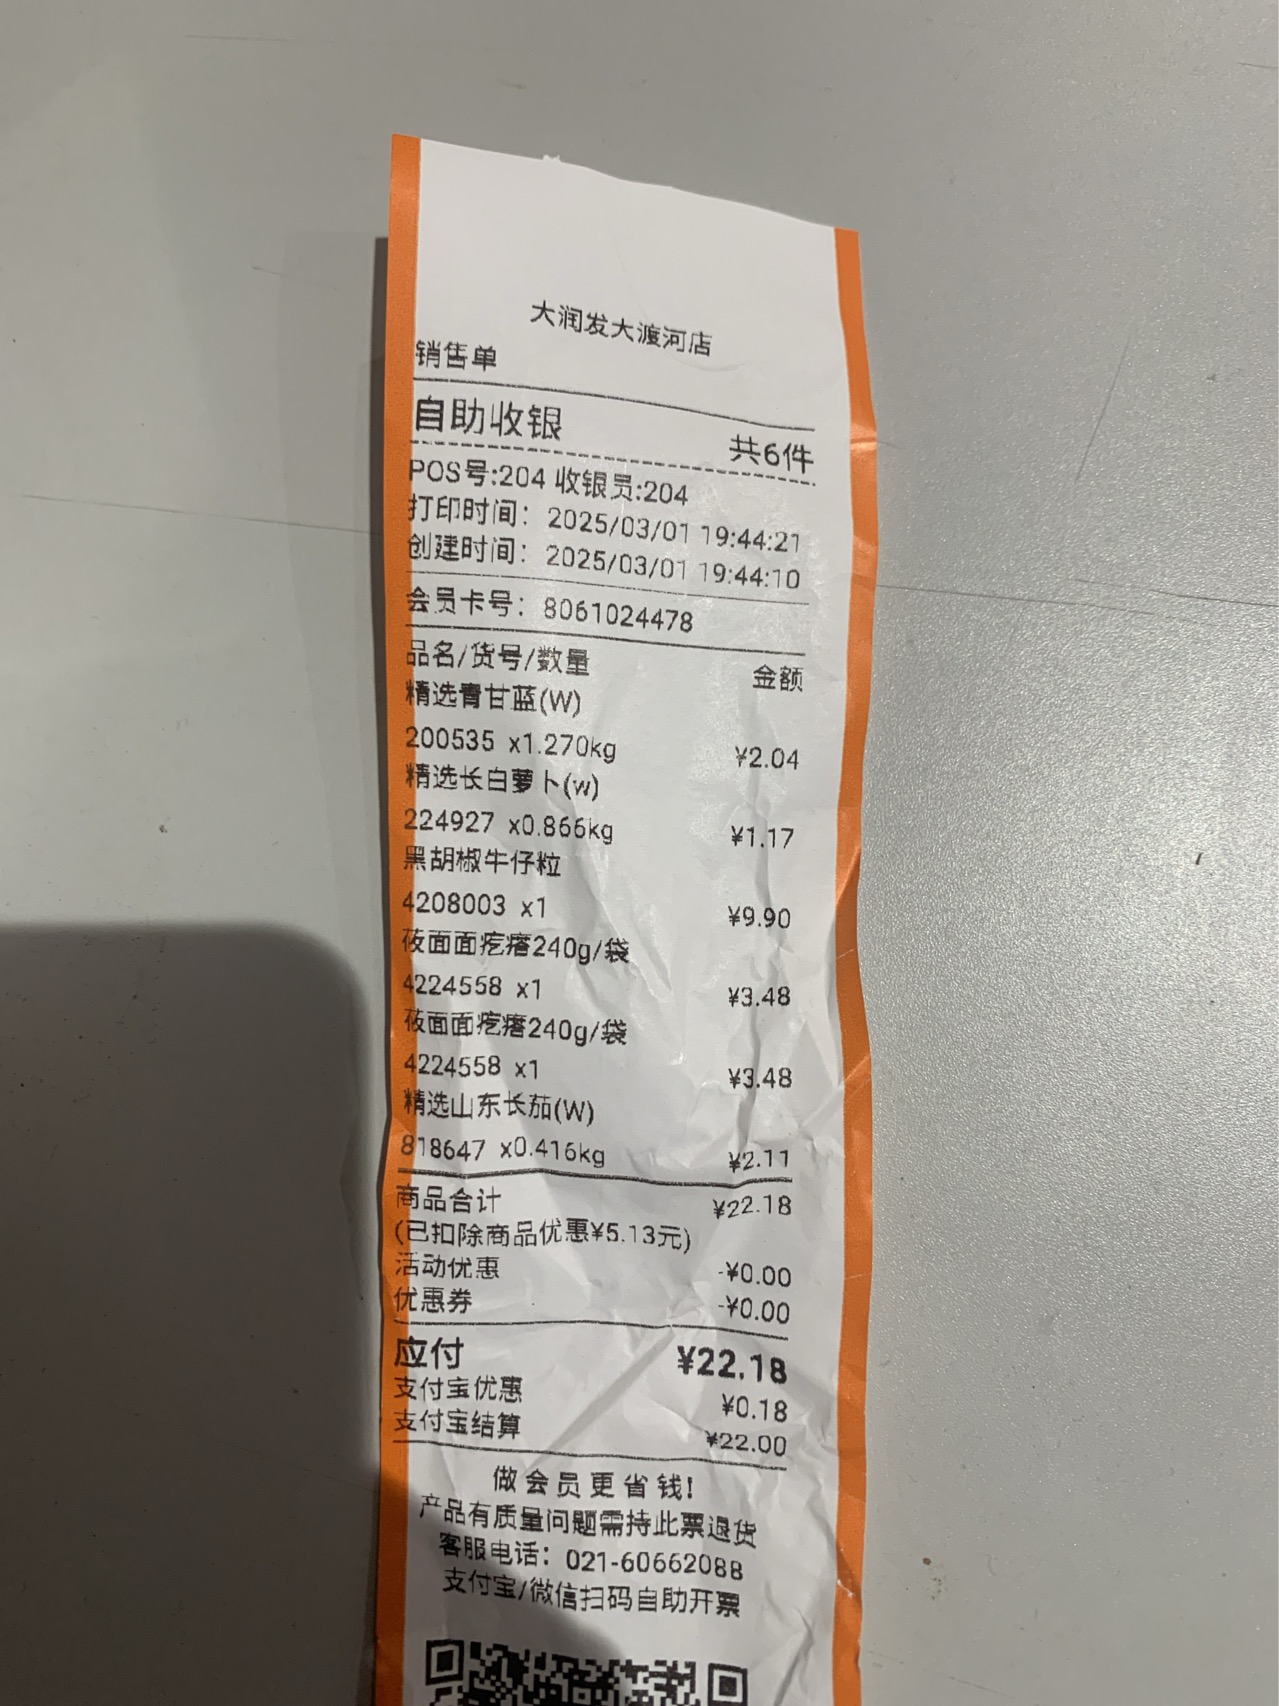 大润发大渡河店
销售单
自助收银 共6件
POS号:204 收银员:204
打印时间： 2025/03/01 19:44:21
创建时间： 2025/03/01 19:44:10
会员卡号： 8061024478
品名/货号/数量 金额
精选青甘蓝(W)
200535 x1.270kg ¥2.04
精选长白萝卜(w)
224927 x0.866kg ¥1.17
黑胡椒牛仔粒
4208003 x1 ¥9.90
莜面面疙瘩240g/袋
4224558 x1 ¥3.48
莜面面疙瘩240g/袋
4224558 x1 ¥3.48
精选山东长茄(W)
818647 x0.416kg ¥2.11
商品合计 ¥22.18
(已扣除商品优惠¥5.13元)
活动优惠 -¥0.00
优惠券 -¥0.00
应付 ¥22.18
支付宝优惠 ¥0.18
支付宝结算 ¥22.00
做会员更省钱!
产品有质量问题需持此票退货
客服电话：021-60662088
支付宝/微信扫码自助开票